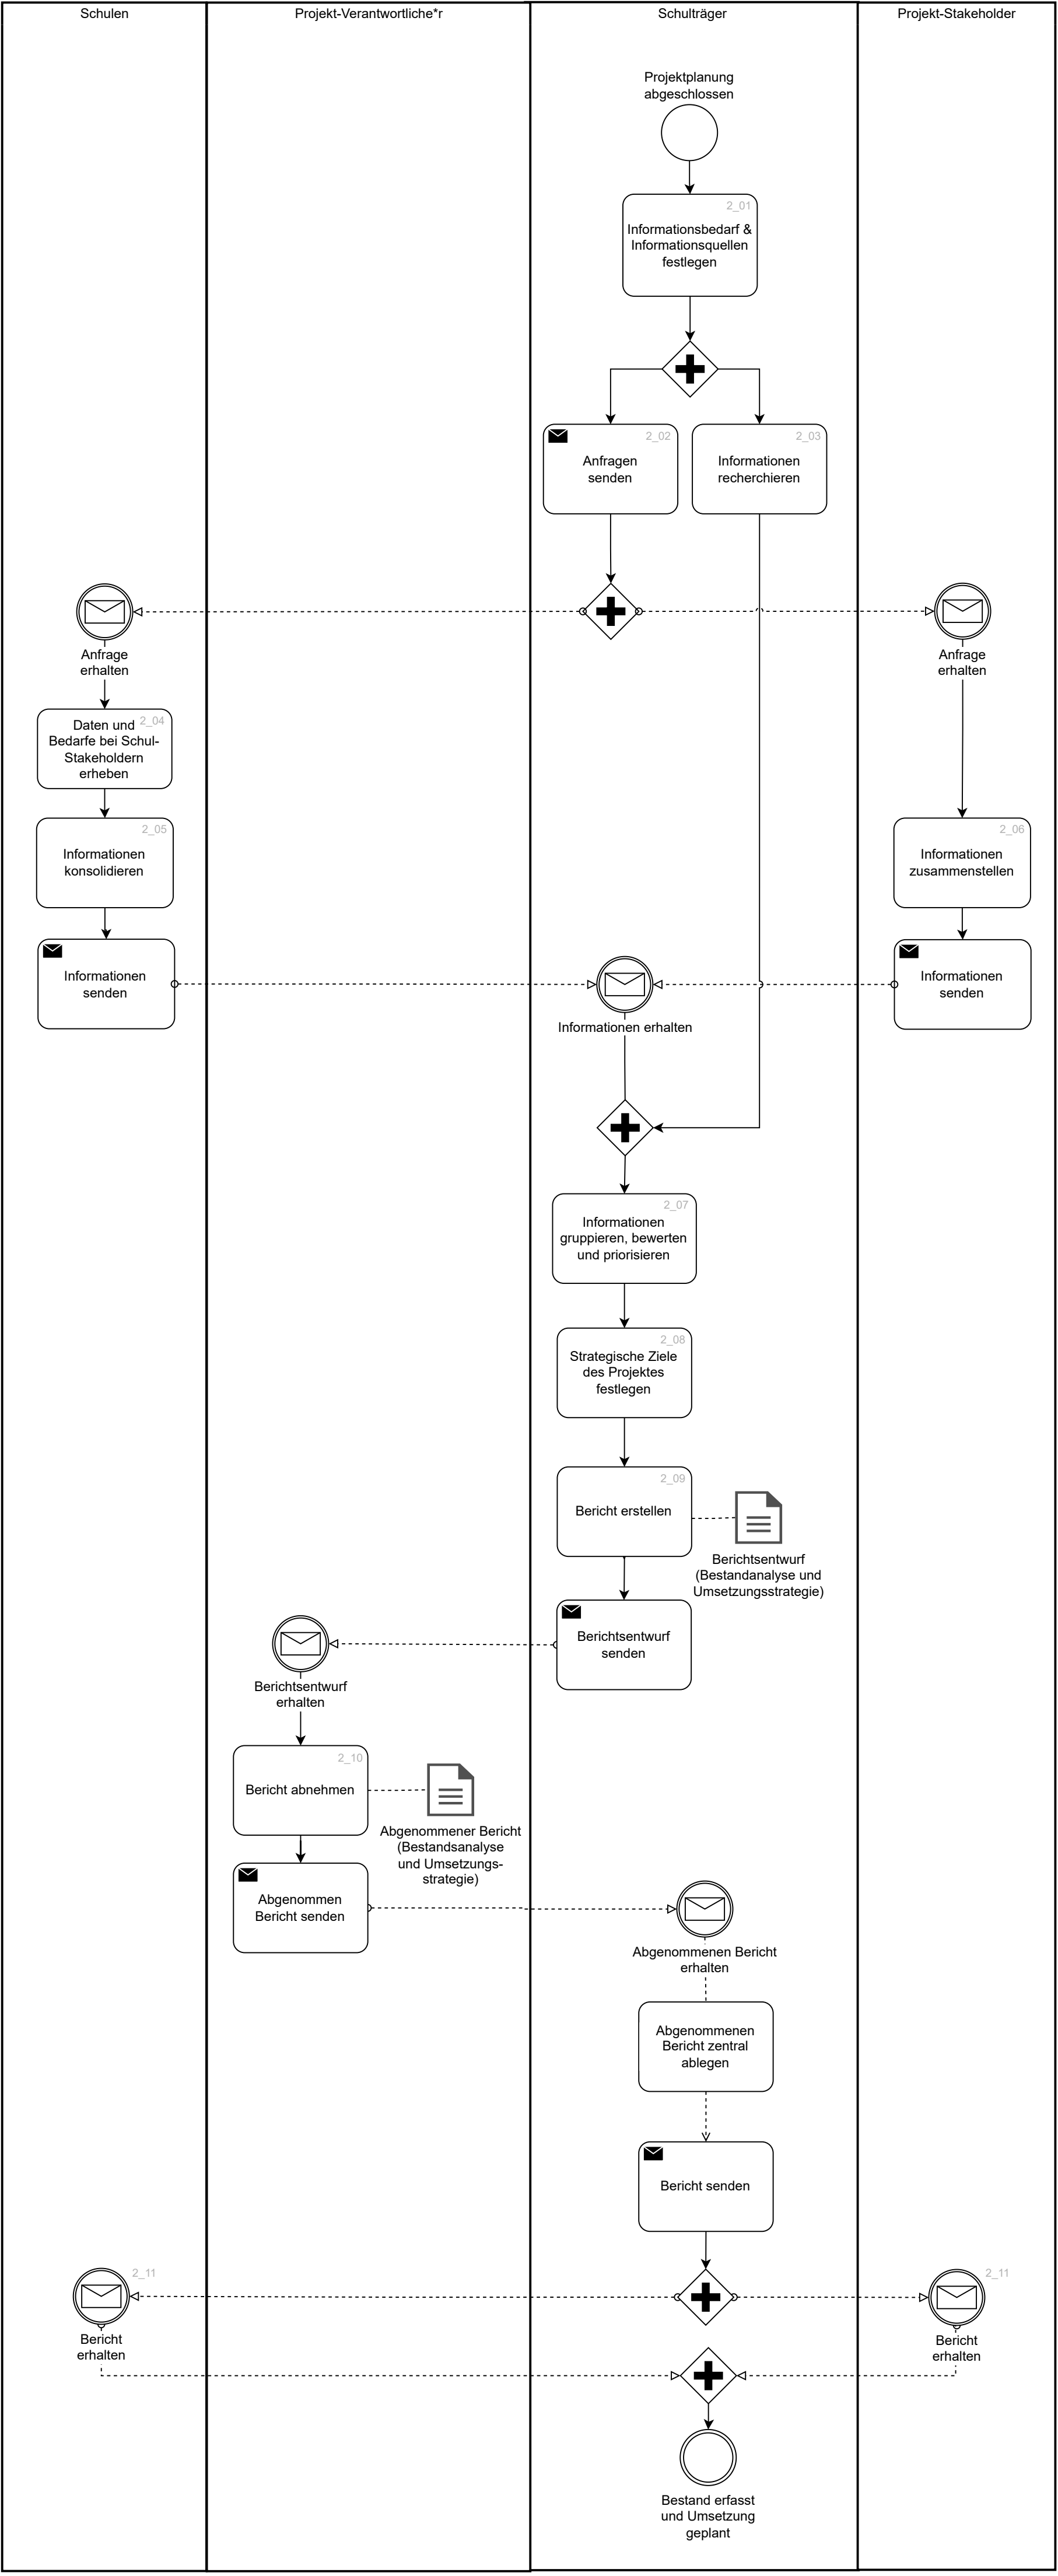 Schulen
Projekt-Verantwortliche*r
Schulträger
Projekt-Stakeholder
Projektplanung
abgeschlossen
2_01
Informationsbedarf &
Informationsquellen
festlegen
2_02
Anfragen
senden
2_03
Informationen
recherchieren
Anfrage
erhalten
Anfrage
erhalten
2_04
Daten und
Bedarfe bei Schul-
Stakeholdern
erheben
2_05
Informationen
konsolidieren
2_06
Informationen
zusammenstellen
Informationen
senden
Informationen
senden
Informationen erhalten
2_07
Informationen
gruppieren, bewerten
und priorisieren
2_08
Strategische Ziele
des Projektes
festlegen
2_09
Bericht erstellen
Berichtsentwurf
(Bestandanalyse und
Umsetzungsstrategie)
Berichtsentwurf
senden
Berichtsentwurf
erhalten
2_10
Bericht abnehmen
Abgenommener Bericht
(Bestandsanalyse
und Umsetzungs-
strategie)
Abgenommen
Bericht senden
Abgenommenen Bericht
erhalten
Abgenommenen
Bericht zentral
ablegen
Bericht senden
2_11
Bericht
erhalten
2_11
Bericht
erhalten
Bestand erfasst
und Umsetzung
geplant